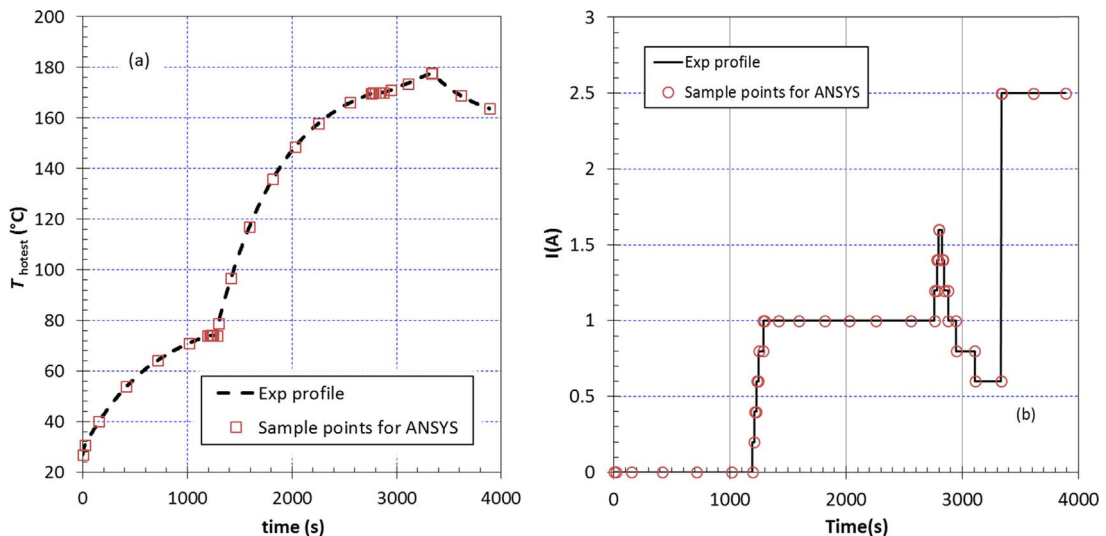 200
180
160
140
120
100
80
60
40
20
T hotest (°C)
(a)
Exp profile
Sample points for ANSYS
0
1000
2000
3000
4000
time (s)
3
2.5
2
1.5
1
0.5
0
I(A)
Exp profile
Sample points for ANSYS
(b)
0
1000
2000
3000
4000
Time(s)